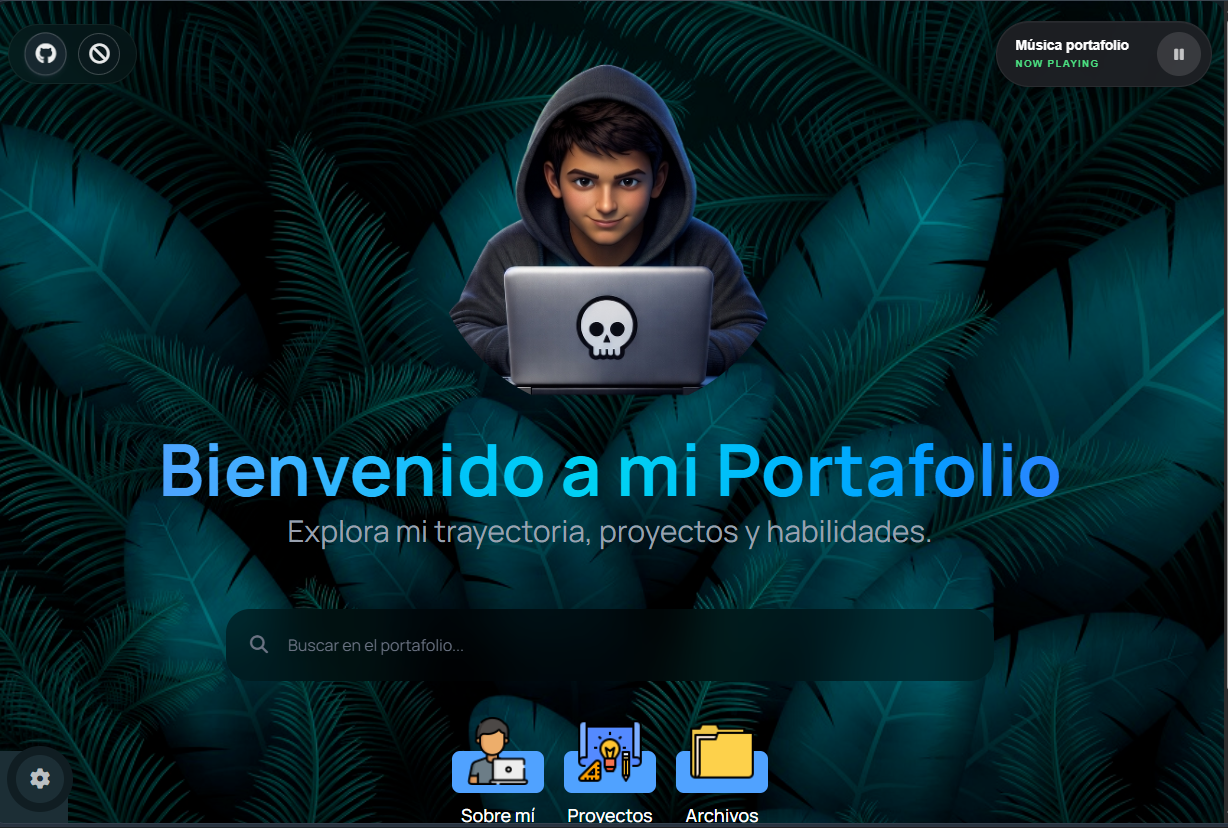 Música portafolio
NOW PLAYING
Bienvenido a mi Portafolio
Explora mi trayectoria, proyectos y habilidades.
Buscar en el portafolio...
Sobre mí
Proyectos
Archivos